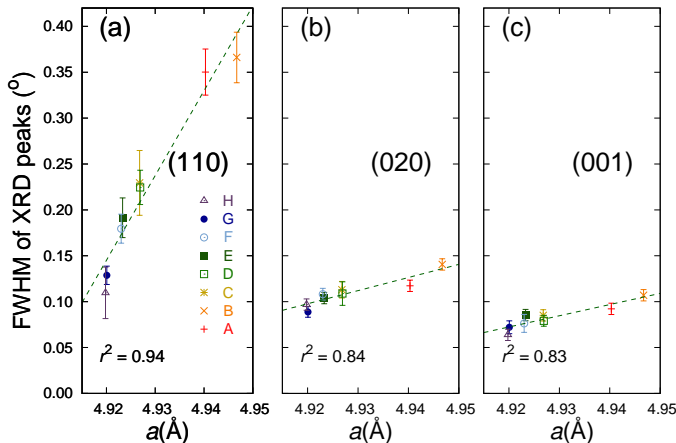 (a)
(b)
(c)
FWHM of XRD peaks (°)
0.40
0.35
0.30
0.25
0.20
0.15
0.10
0.05
0.00
(110)
(020)
(001)
H
G
F
E
D
C
B
A
r² = 0.94
r² = 0.84
r² = 0.83
4.92 4.93 4.94 4.95
4.92 4.93 4.94 4.95
4.92 4.93 4.94 4.95
a(Å)
a(Å)
a(Å)